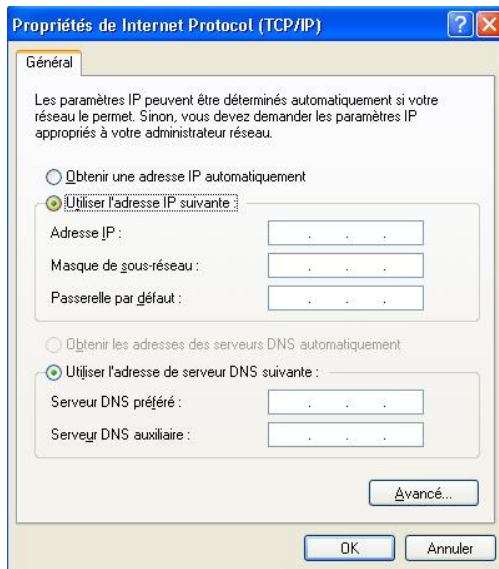 Propriétés de Internet Protocol (TCP/IP)
Général
Les paramètres IP peuvent être déterminés automatiquement si votre
réseau le permet. Sinon, vous devez demander les paramètres IP
appropriés à votre administrateur réseau.
Obtenir une adresse IP automatiquement
Utiliser l'adresse IP suivante :
Adresse IP :
Masque de sous-réseau :
Passerelle par défaut :
Obtenir les adresses des serveurs DNS automatiquement
Utiliser l'adresse de serveur DNS suivante :
Serveur DNS préféré :
Serveur DNS auxiliaire :
Avancé...
OK Annuler